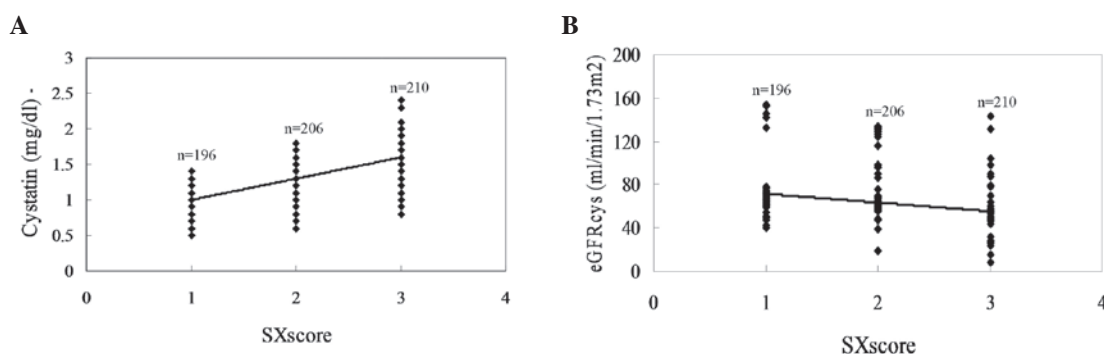 A
Cystatin (mg/dl) -
3
2.5
2
1.5
1
0.5
0
n=196
n=206
n=210
0 1 2 3 4
SXscore
B
eGFRcys (ml/min/1.73m2)
200
160
120
80
40
0
n=196
n=206
n=210
0 1 2 3 4
SXscore